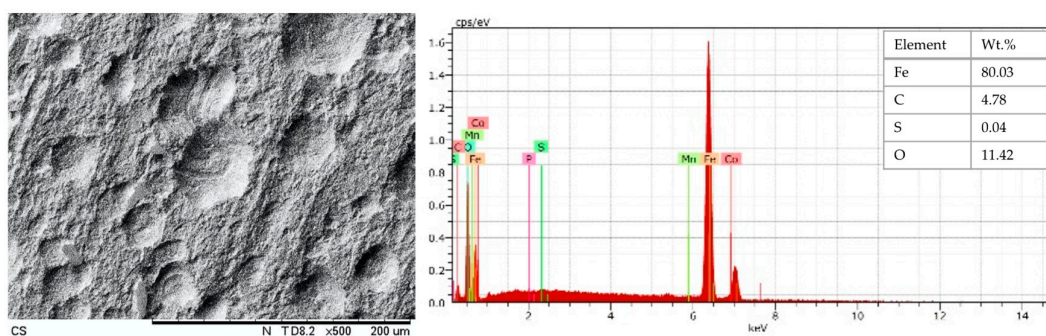 CS N TD8.2 x500 200 um
cps/eV
1.6
1.4
1.2
1.0
0.8
0.6
0.4
0.2
0.0
Co
Mn
C O
S Fe
P
S
Mn Fe Co
2 4 6 8 10 12 14
keV
Element Wt.%
Fe 80.03
C 4.78
S 0.04
O 11.42